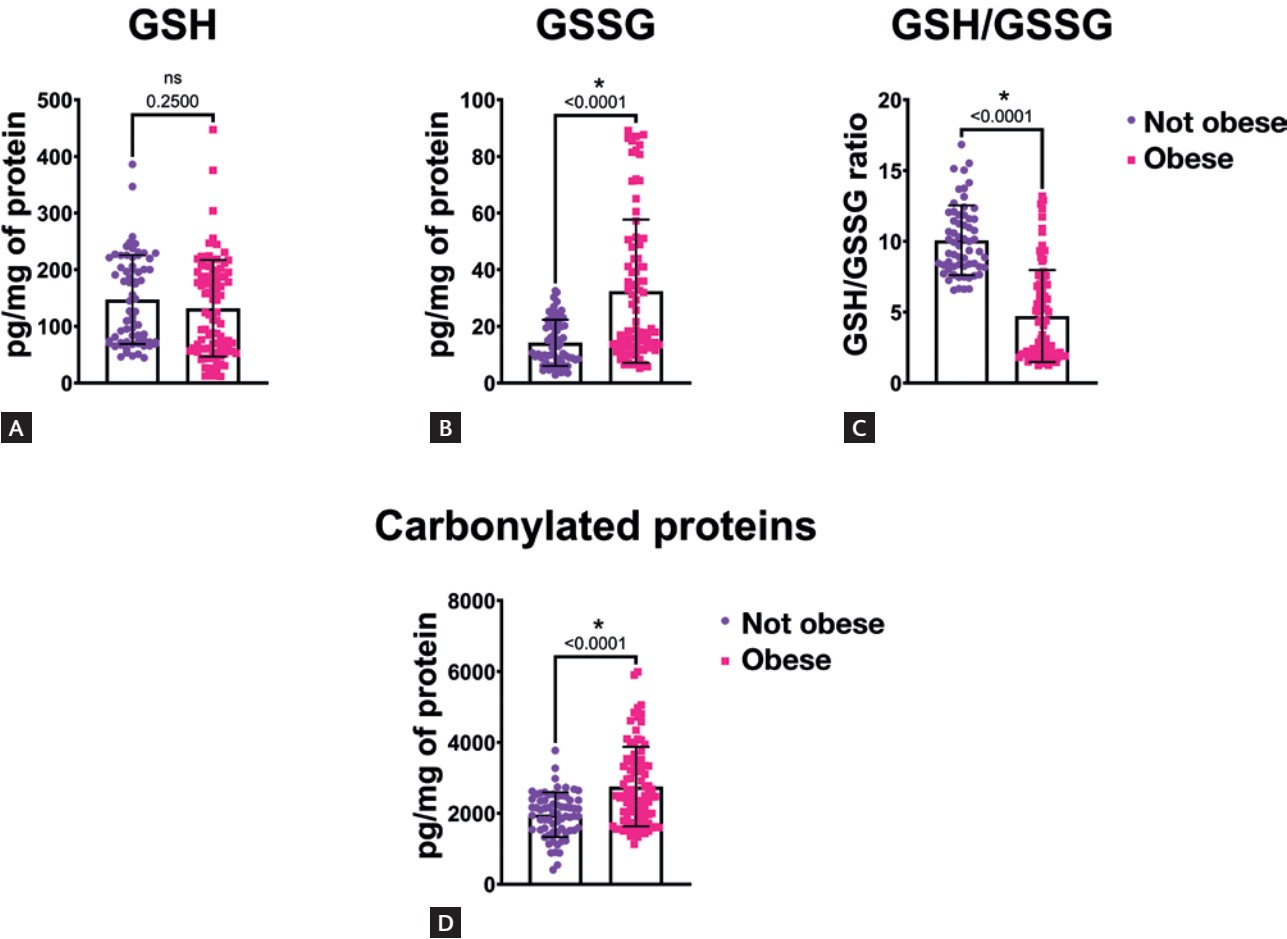 GSH
GSSG
GSH/GSSG
ns
0.2500
500
400
300
200
100
0
pg/mg of protein
A
*
<0.0001
100
80
60
40
20
0
pg/mg of protein
B
*
<0.0001
20
15
10
5
0
GSH/GSSG ratio
C
Not obese
Obese
Carbonylated proteins
*
<0.0001
8000
6000
4000
2000
0
pg/mg of protein
Not obese
Obese
D